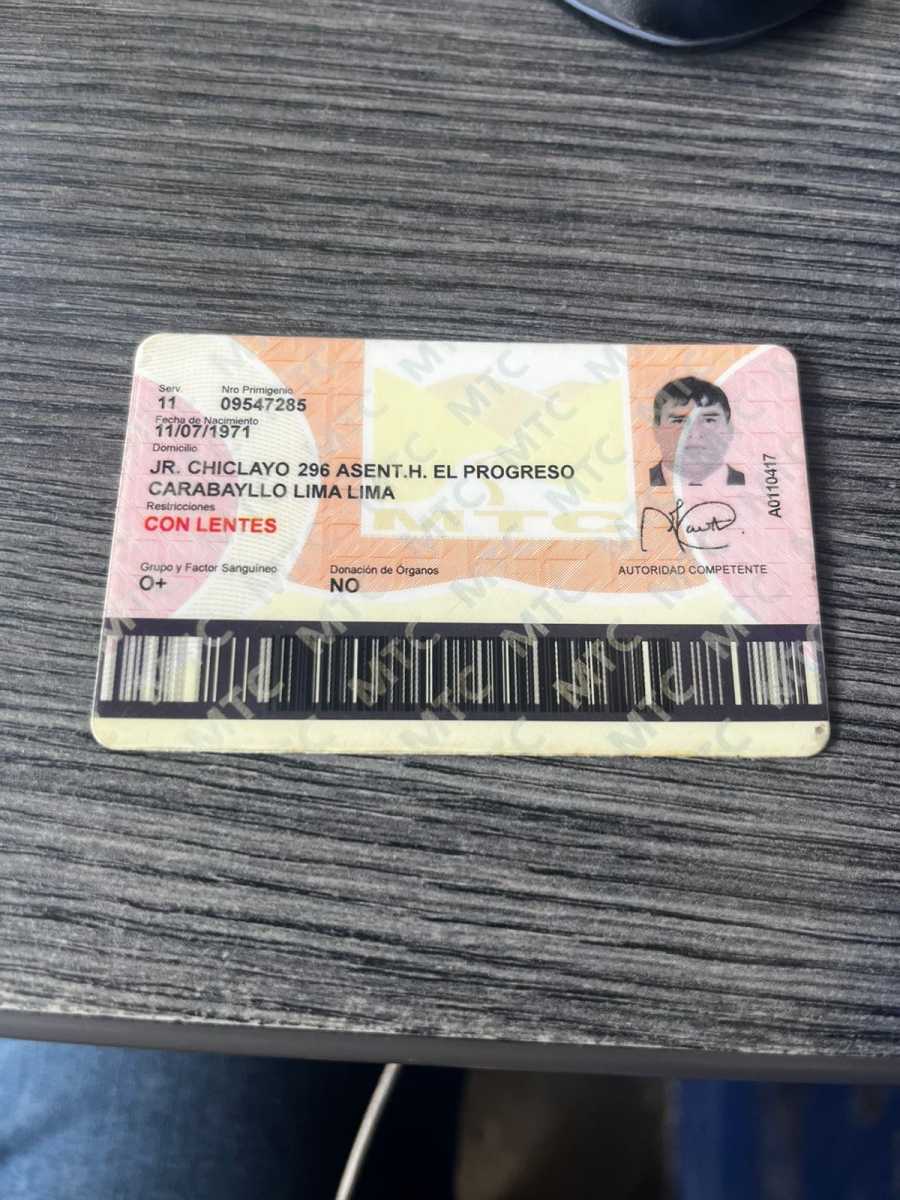 Serv. Nro Primigenio
11 09547285
Fecha de Nacimiento
11/07/1971
Domicilio
JR. CHICLAYO 296 ASENT.H. EL PROGRESO
CARABAYLLO LIMA LIMA
Restricciones
CON LENTES
Grupo y Factor Sanguíneo Donación de Órganos
O+ NO
AUTORIDAD COMPETENTE
A0110417
MTC